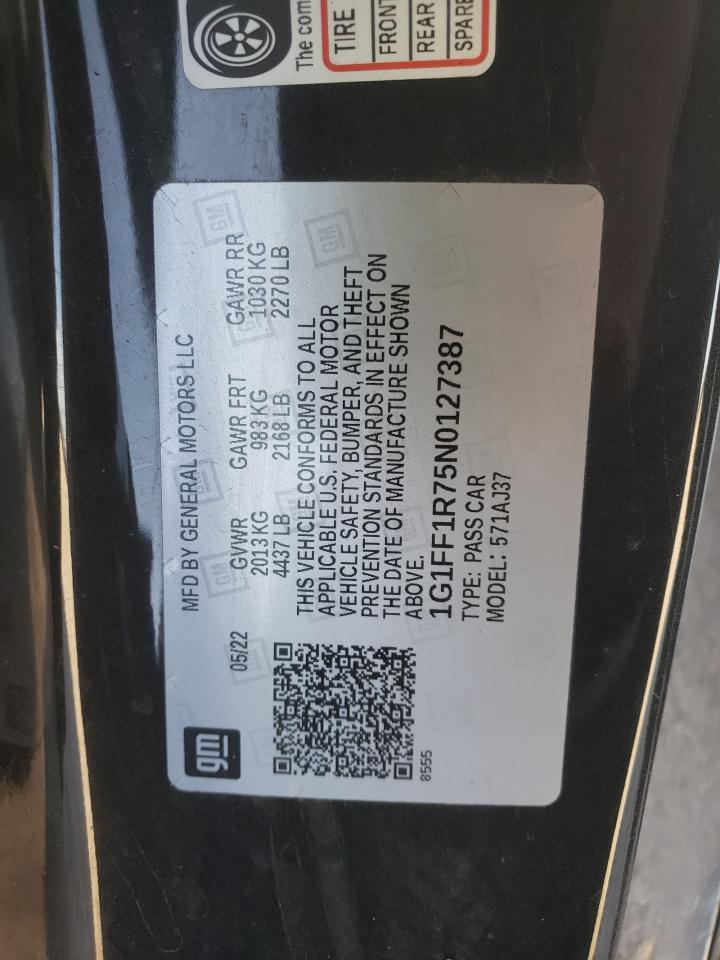 The com
TIRE
FRONT
REAR
SPARE
gm
MFD BY GENERAL MOTORS LLC
05/22 GVWR GAWR FRT GAWR RR
2013 KG 983 KG 1030 KG
4437 LB 2168 LB 2270 LB
THIS VEHICLE CONFORMS TO ALL
APPLICABLE U.S. FEDERAL MOTOR
VEHICLE SAFETY, BUMPER, AND THEFT
PREVENTION STANDARDS IN EFFECT ON
THE DATE OF MANUFACTURE SHOWN
ABOVE.
8555
1G1FF1R75N0127387
TYPE: PASS CAR
MODEL: 571AJ37